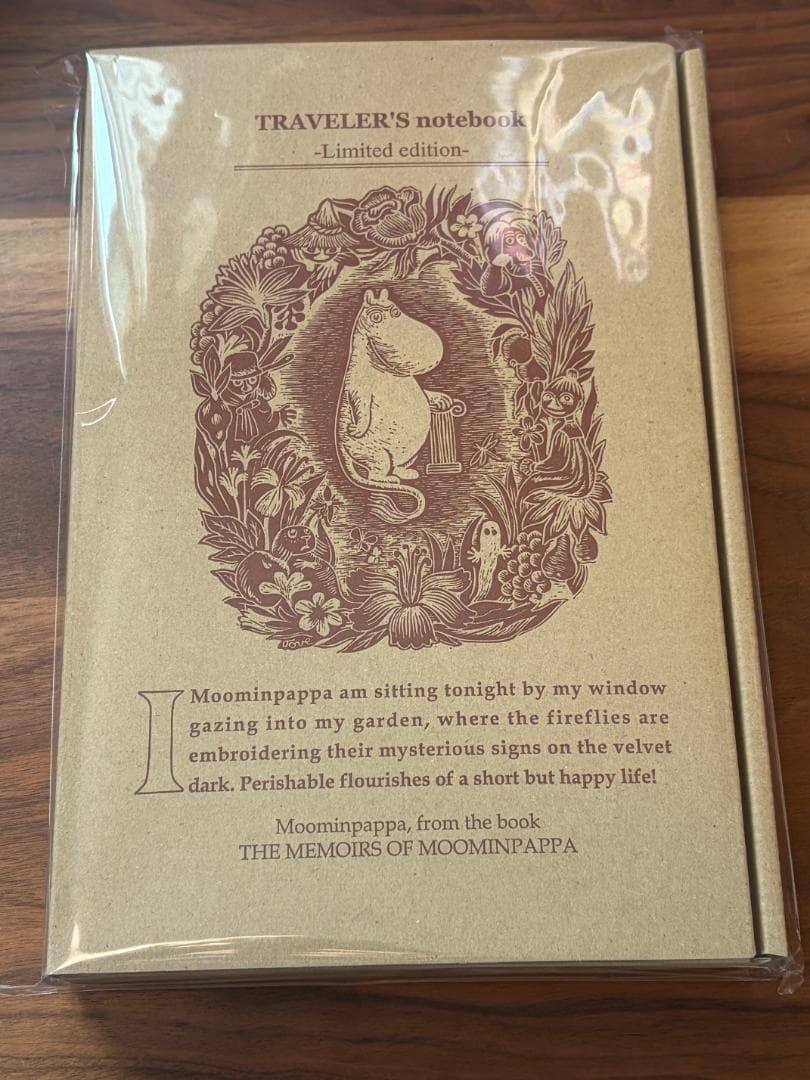 TRAVELER'S notebook
-Limited edition-
TOVE
I Moominpappa am sitting tonight by my window
gazing into my garden, where the fireflies are
embroidering their mysterious signs on the velvet
dark. Perishable flourishes of a short but happy life!
Moominpappa, from the book
THE MEMOIRS OF MOOMINPAPPA